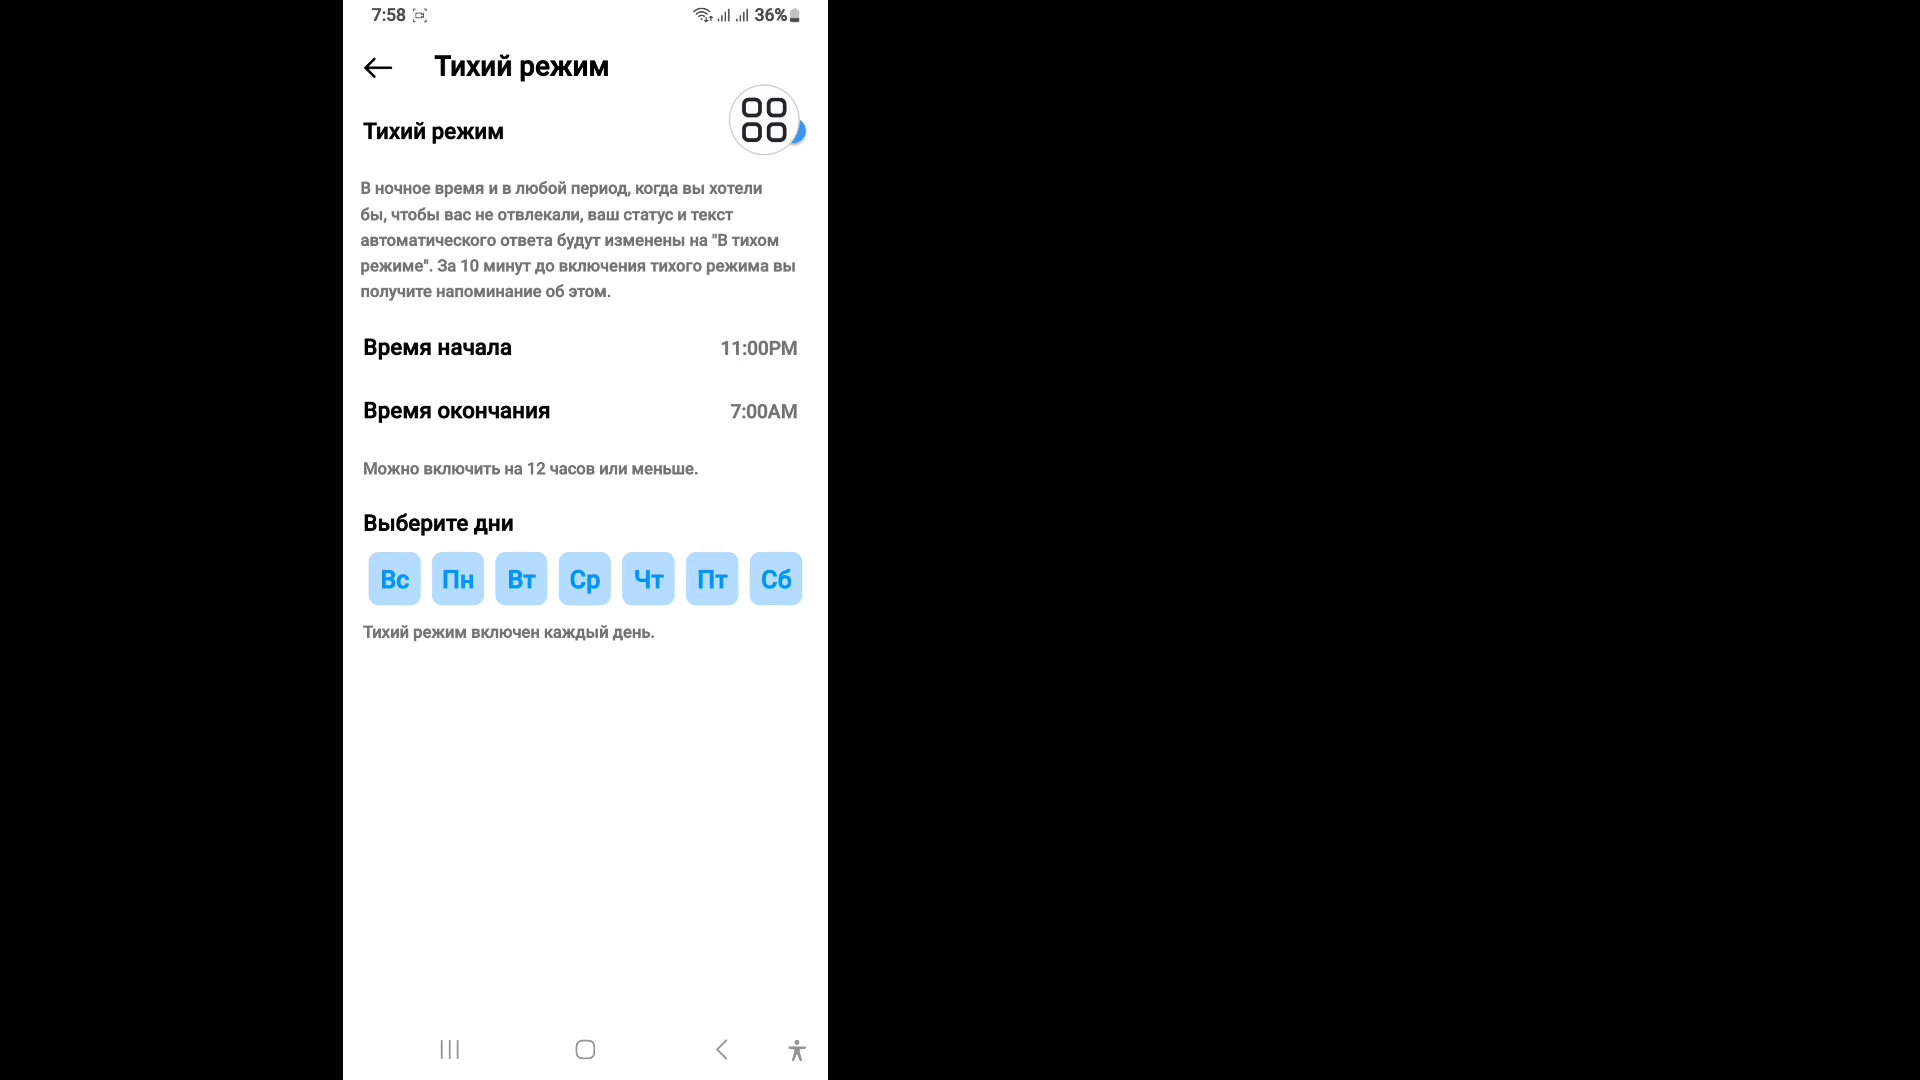 7:58 36%
Тихий режим
Тихий режим
В ночное время и в любой период, когда вы хотели
бы, чтобы вас не отвлекали, ваш статус и текст
автоматического ответа будут изменены на "В тихом
режиме". За 10 минут до включения тихого режима вы
получите напоминание об этом.
Время начала 11:00PM
Время окончания 7:00AM
Можно включить на 12 часов или меньше.
Выберите дни
Вс Пн Вт Ср Чт Пт Сб
Тихий режим включен каждый день.